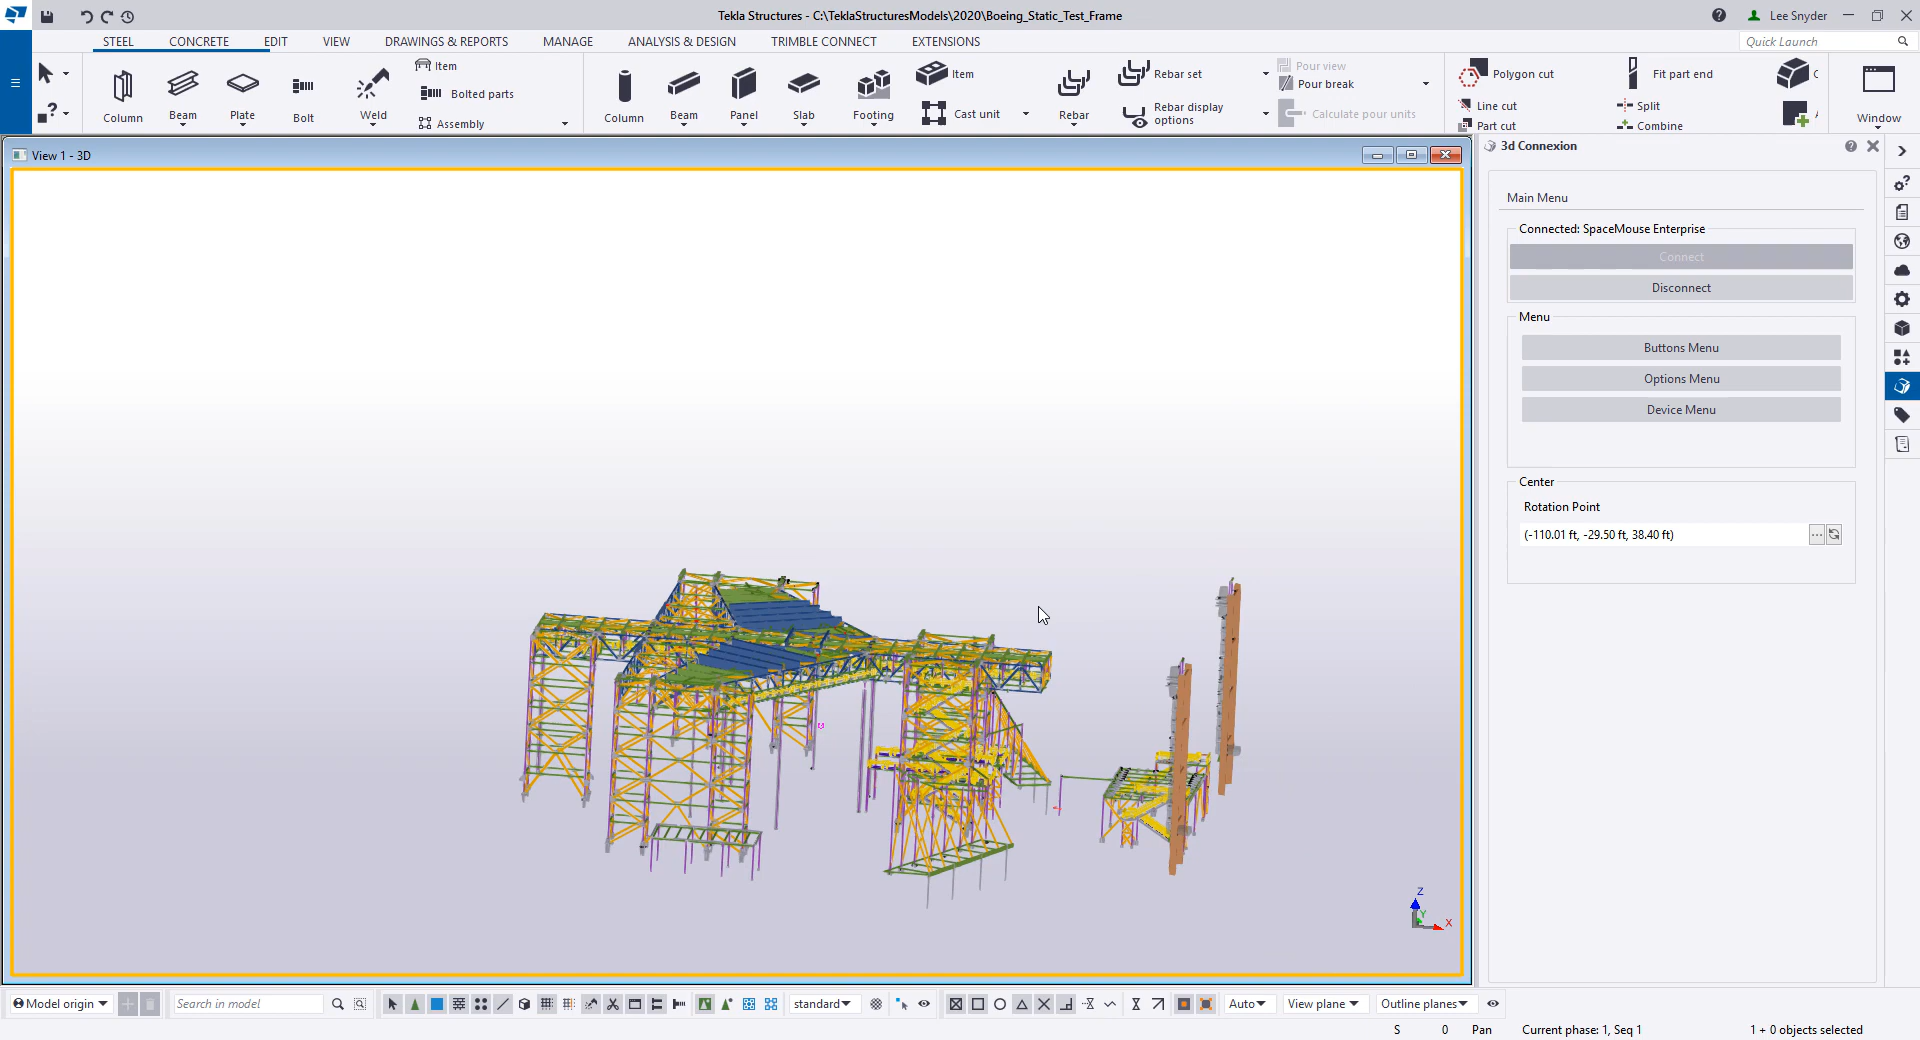 Tekla Structures - C:\TeklaStructuresModels\2020\Boeing_Static_Test_Frame
Lee Snyder
STEEL CONCRETE EDIT VIEW DRAWINGS & REPORTS MANAGE ANALYSIS & DESIGN TRIMBLE CONNECT EXTENSIONS
Quick Launch
Column
Beam
Plate
Bolt
Weld
Item
Bolted parts
Assembly
Column
Beam
Panel
Slab
Footing
Item
Cast unit
Rebar
Rebar set
Rebar display
options
Pour view
Pour break
Calculate pour units
Polygon cut
Line cut
Part cut
Fit part end
Split
Combine
Window
View 1 - 3D
3d Connexion
Main Menu
Connected: SpaceMouse Enterprise
Connect
Disconnect
Menu
Buttons Menu
Options Menu
Device Menu
Center
Rotation Point
(-110.01 ft, -29.50 ft, 38.40 ft)
Z
Y
X
Model origin
Search in model
standard
Auto
View plane
Outline planes
S 0 Pan Current phase: 1, Seq 1 1 + 0 objects selected